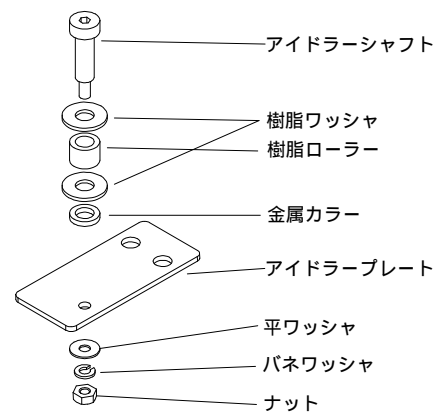 アイドラーシャフト
樹脂ワッシャ
樹脂ローラー
金属カラー
アイドラープレート
平ワッシャ
バネワッシャ
ナット